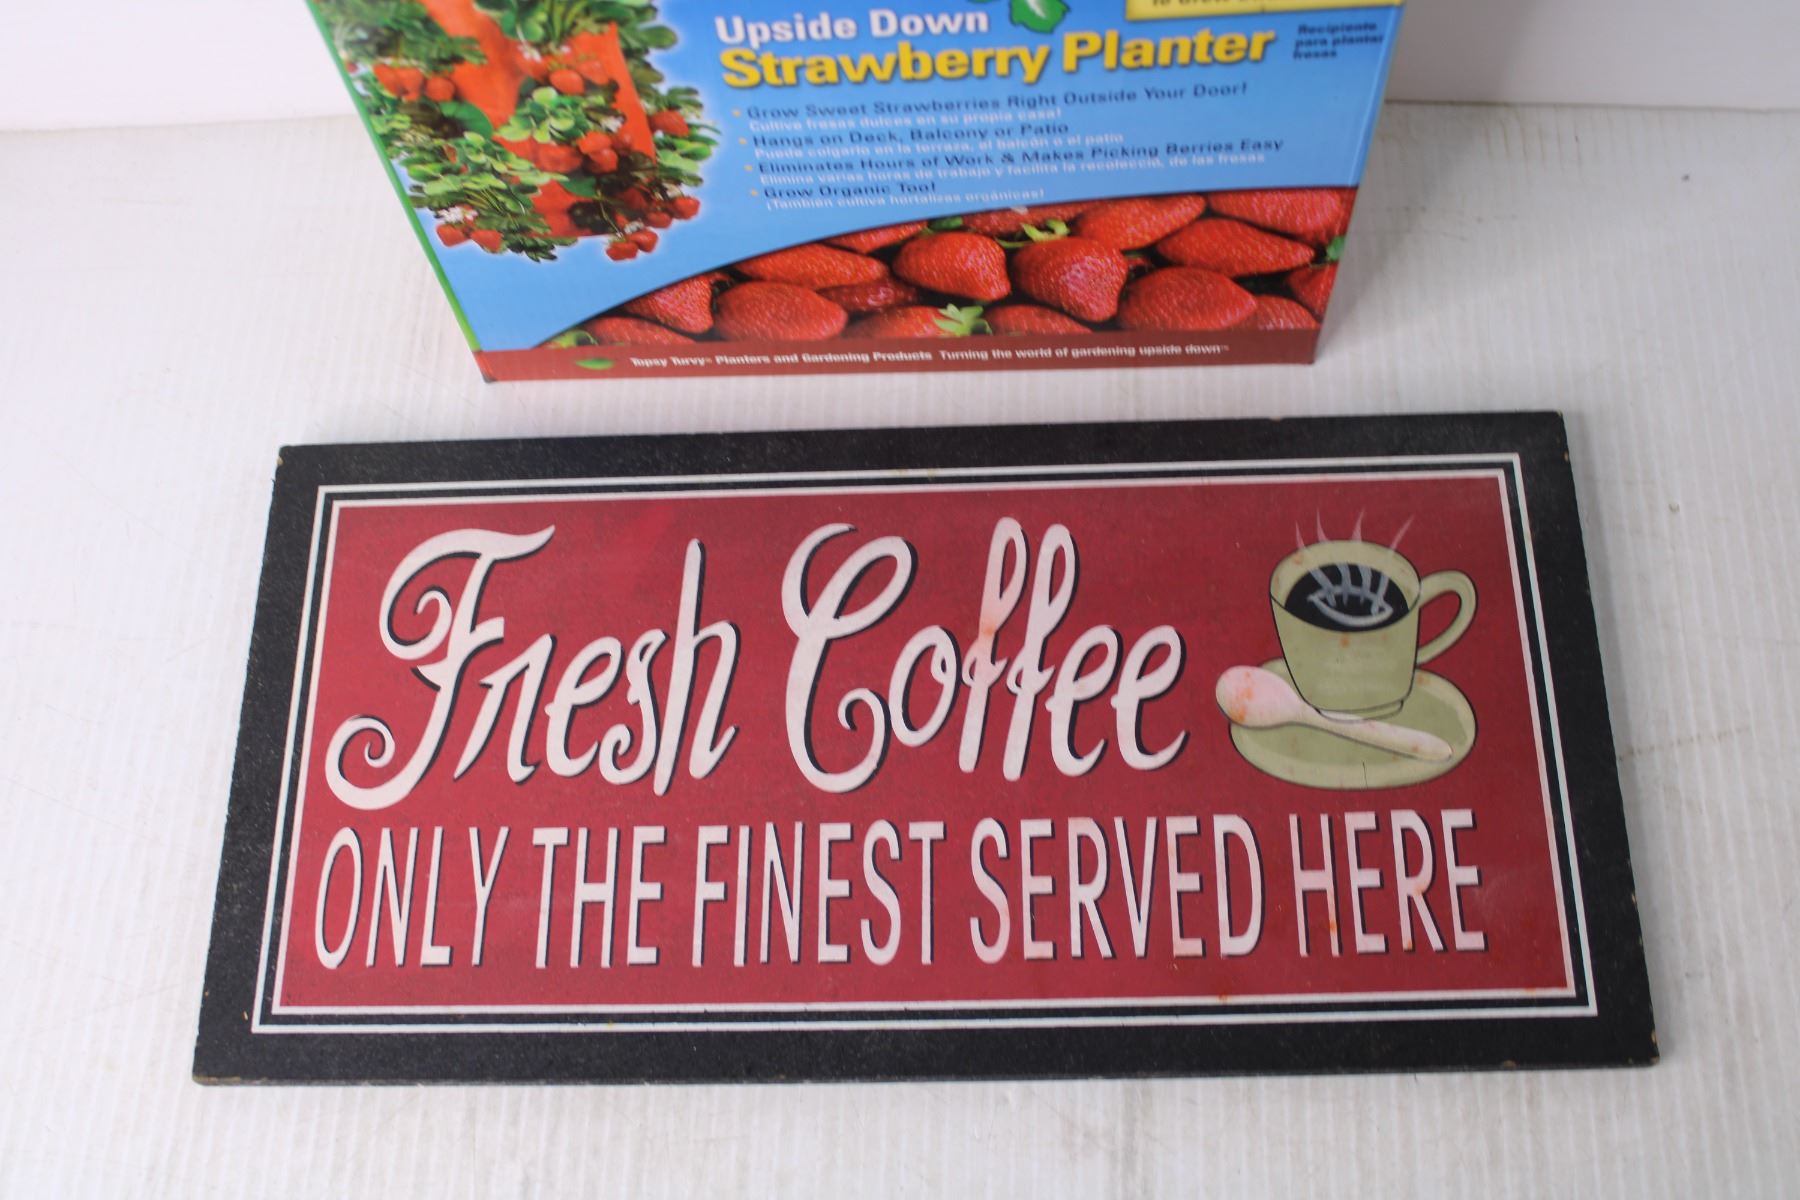 Upside Down
Strawberry Planter
Recipiente
para plantar
fresas
• Grow Sweet Strawberries Right Outside Your Door!
Cultive fresas dulces en su propia casa!
• Hangs on Deck, Balcony or Patio
Puede colgarlo en la terraza, el balcón o el patio
• Eliminates Hours of Work & Makes Picking Berries Easy
Elimina varias horas de trabajo y facilita la recolecció, de las fresas
• Grow Organic Too!
¡También cultiva hortalizas orgánicas!
Topsy Turvy™ Planters and Gardening Products Turning the world of gardening upside down™
Fresh Coffee
ONLY THE FINEST SERVED HERE